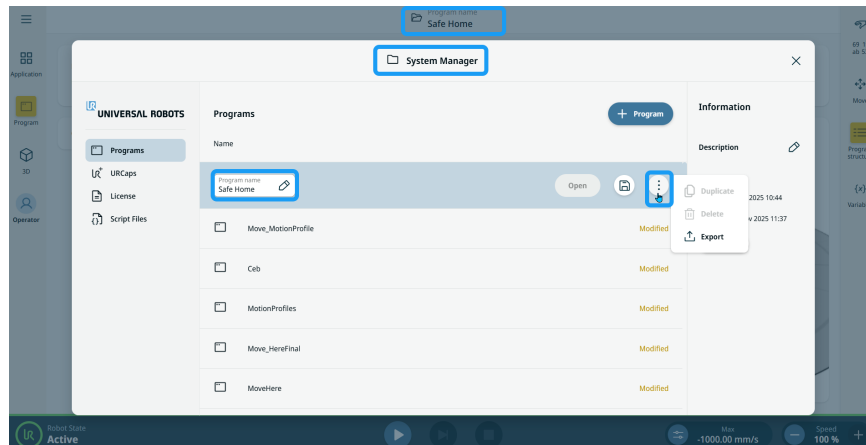 Program name
Safe Home
System Manager
Application
Program
3D
Operator
UNIVERSAL ROBOTS
Programs
URCaps
License
Script Files
Programs
+ Program
Name
Program name
Safe Home
Open
Duplicate
Delete
Export
Move_MotionProfile
Modified
Ceb
Modified
MotionProfiles
Modified
Move_HereFinal
Modified
MoveHere
Modified
Information
Description
2025 10:44
2025 11:37
Robot State
Active
Max
-1000.00 mm/s
Speed
100 %